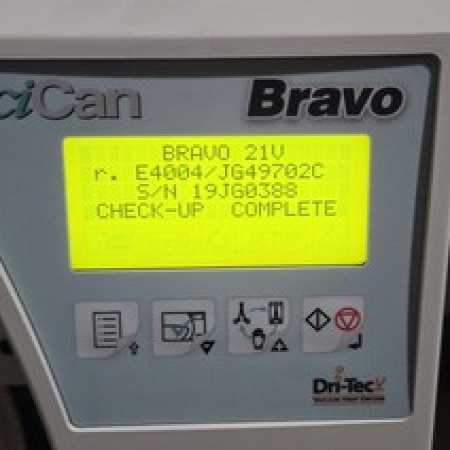 ciCan
Bravo
BRAVO 21V
r. E4004/JG49702C
S/N 19JG0388
CHECK-UP COMPLETE
Dri-Tec